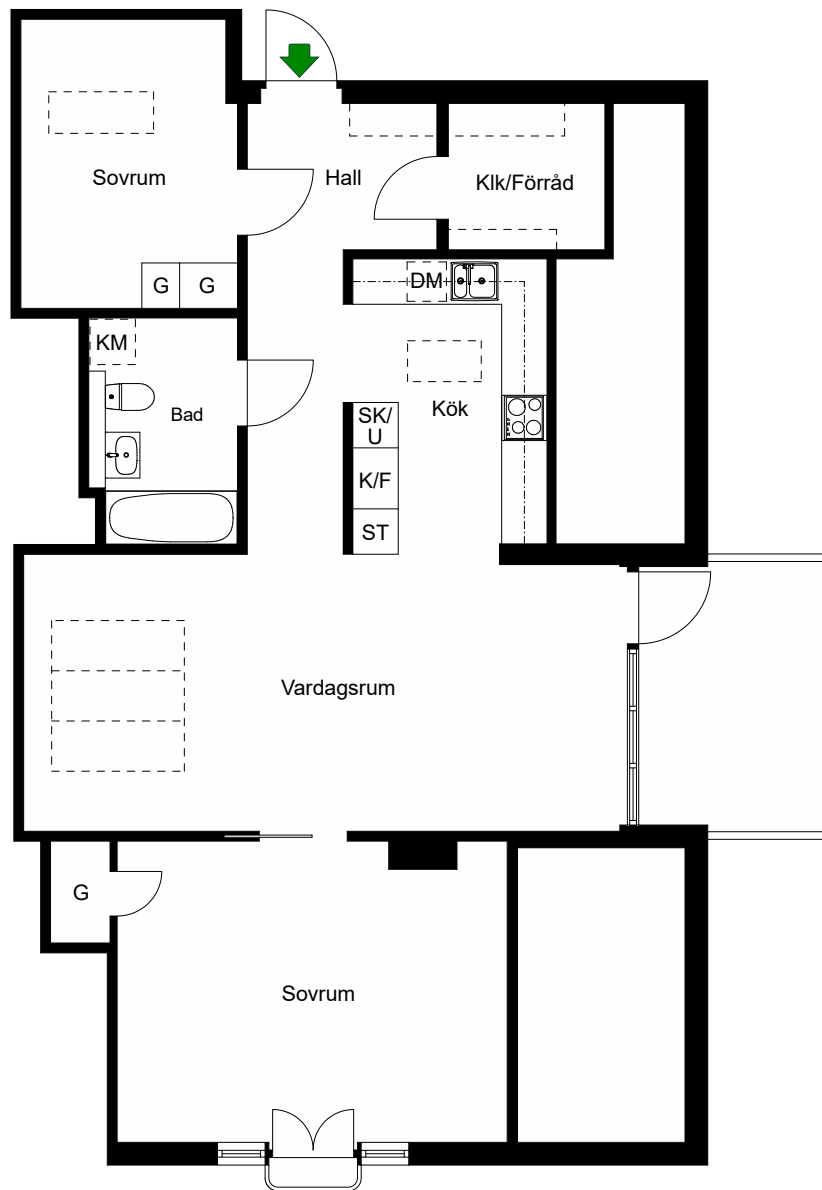 Sovrum
Hall
Klk/Förråd
G
G
DM
KM
Bad
Kök
SK/
U
K/F
ST
Vardagsrum
G
Sovrum